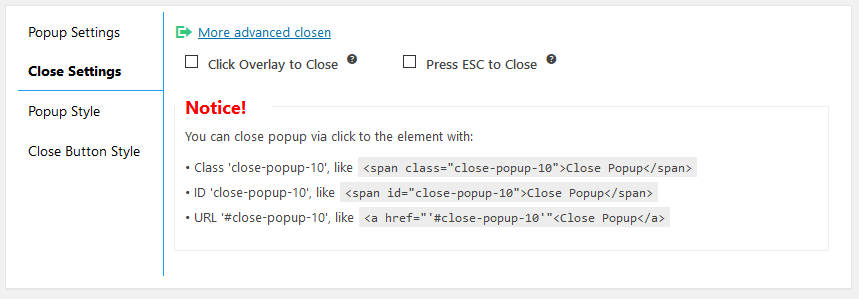 Popup Settings
Close Settings
Popup Style
Close Button Style
More advanced closen
Click Overlay to Close ?
Press ESC to Close ?
Notice!
You can close popup via click to the element with:
• Class 'close-popup-10', like <span class="close-popup-10">Close Popup</span>
• ID 'close-popup-10', like <span id="close-popup-10">Close Popup</span>
• URL '#close-popup-10', like <a href="'#close-popup-10'"<Close Popup</a>